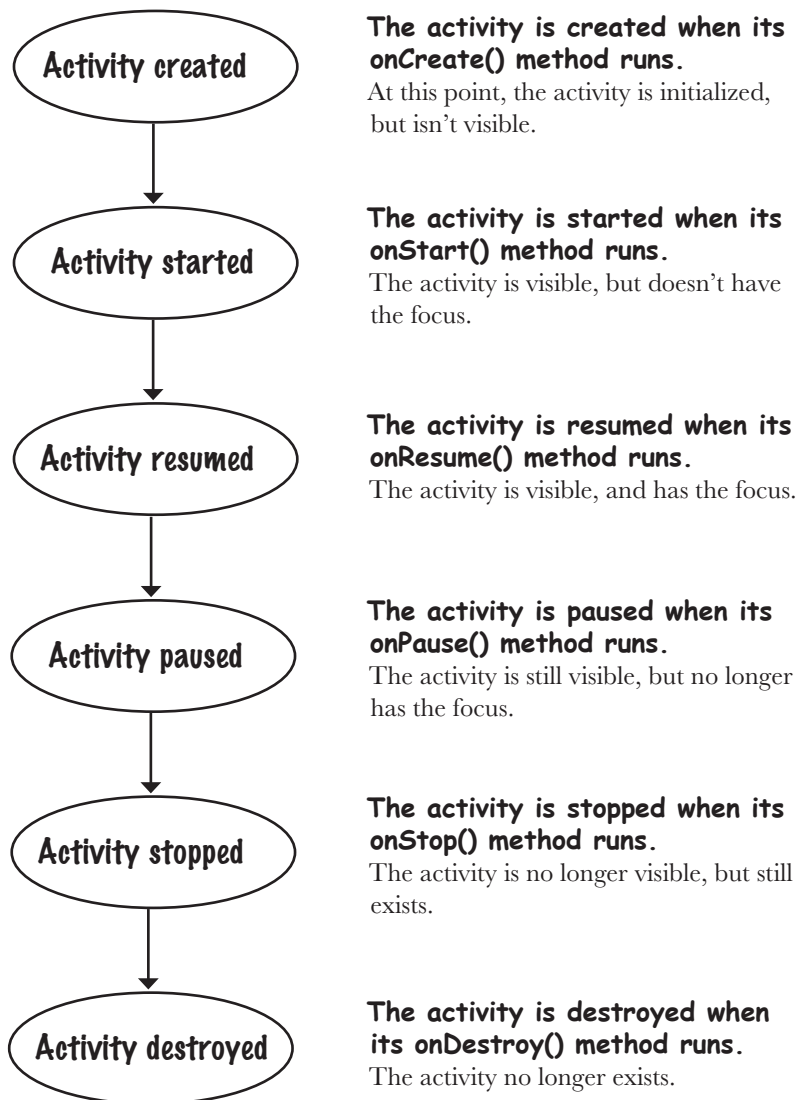 Activity created
The activity is created when its
onCreate() method runs.
At this point, the activity is initialized,
but isn’t visible.
Activity started
The activity is started when its
onStart() method runs.
The activity is visible, but doesn’t have
the focus.
Activity resumed
The activity is resumed when its
onResume() method runs.
The activity is visible, and has the focus.
Activity paused
The activity is paused when its
onPause() method runs.
The activity is still visible, but no longer
has the focus.
Activity stopped
The activity is stopped when its
onStop() method runs.
The activity is no longer visible, but still
exists.
Activity destroyed
The activity is destroyed when
its onDestroy() method runs.
The activity no longer exists.